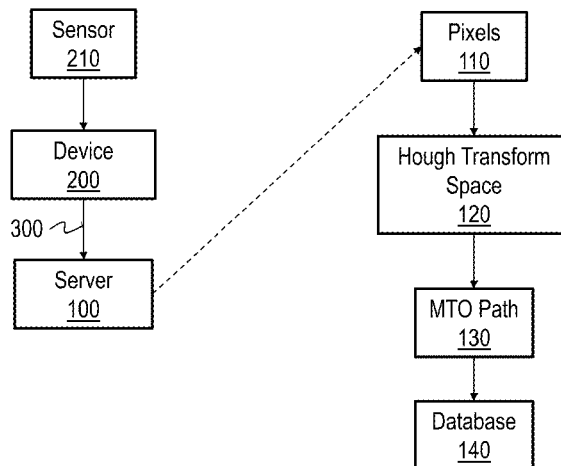 Sensor
210
Device
200
300
Server
100
Pixels
110
Hough Transform
Space
120
MTO Path
130
Database
140